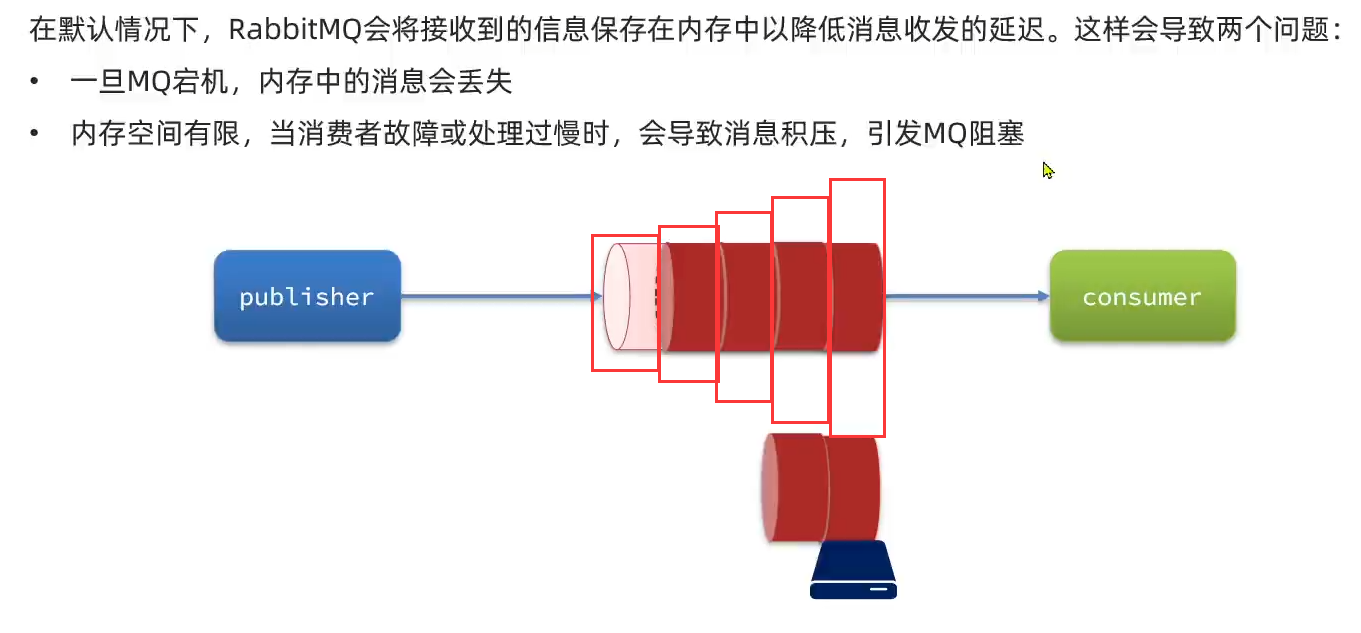 在默认情况下，RabbitMQ会将接收到的信息保存在内存中以降低消息收发的延迟。这样会导致两个问题：
• 一旦MQ宕机，内存中的消息会丢失
• 内存空间有限，当消费者故障或处理过慢时，会导致消息积压，引发MQ阻塞
publisher
consumer